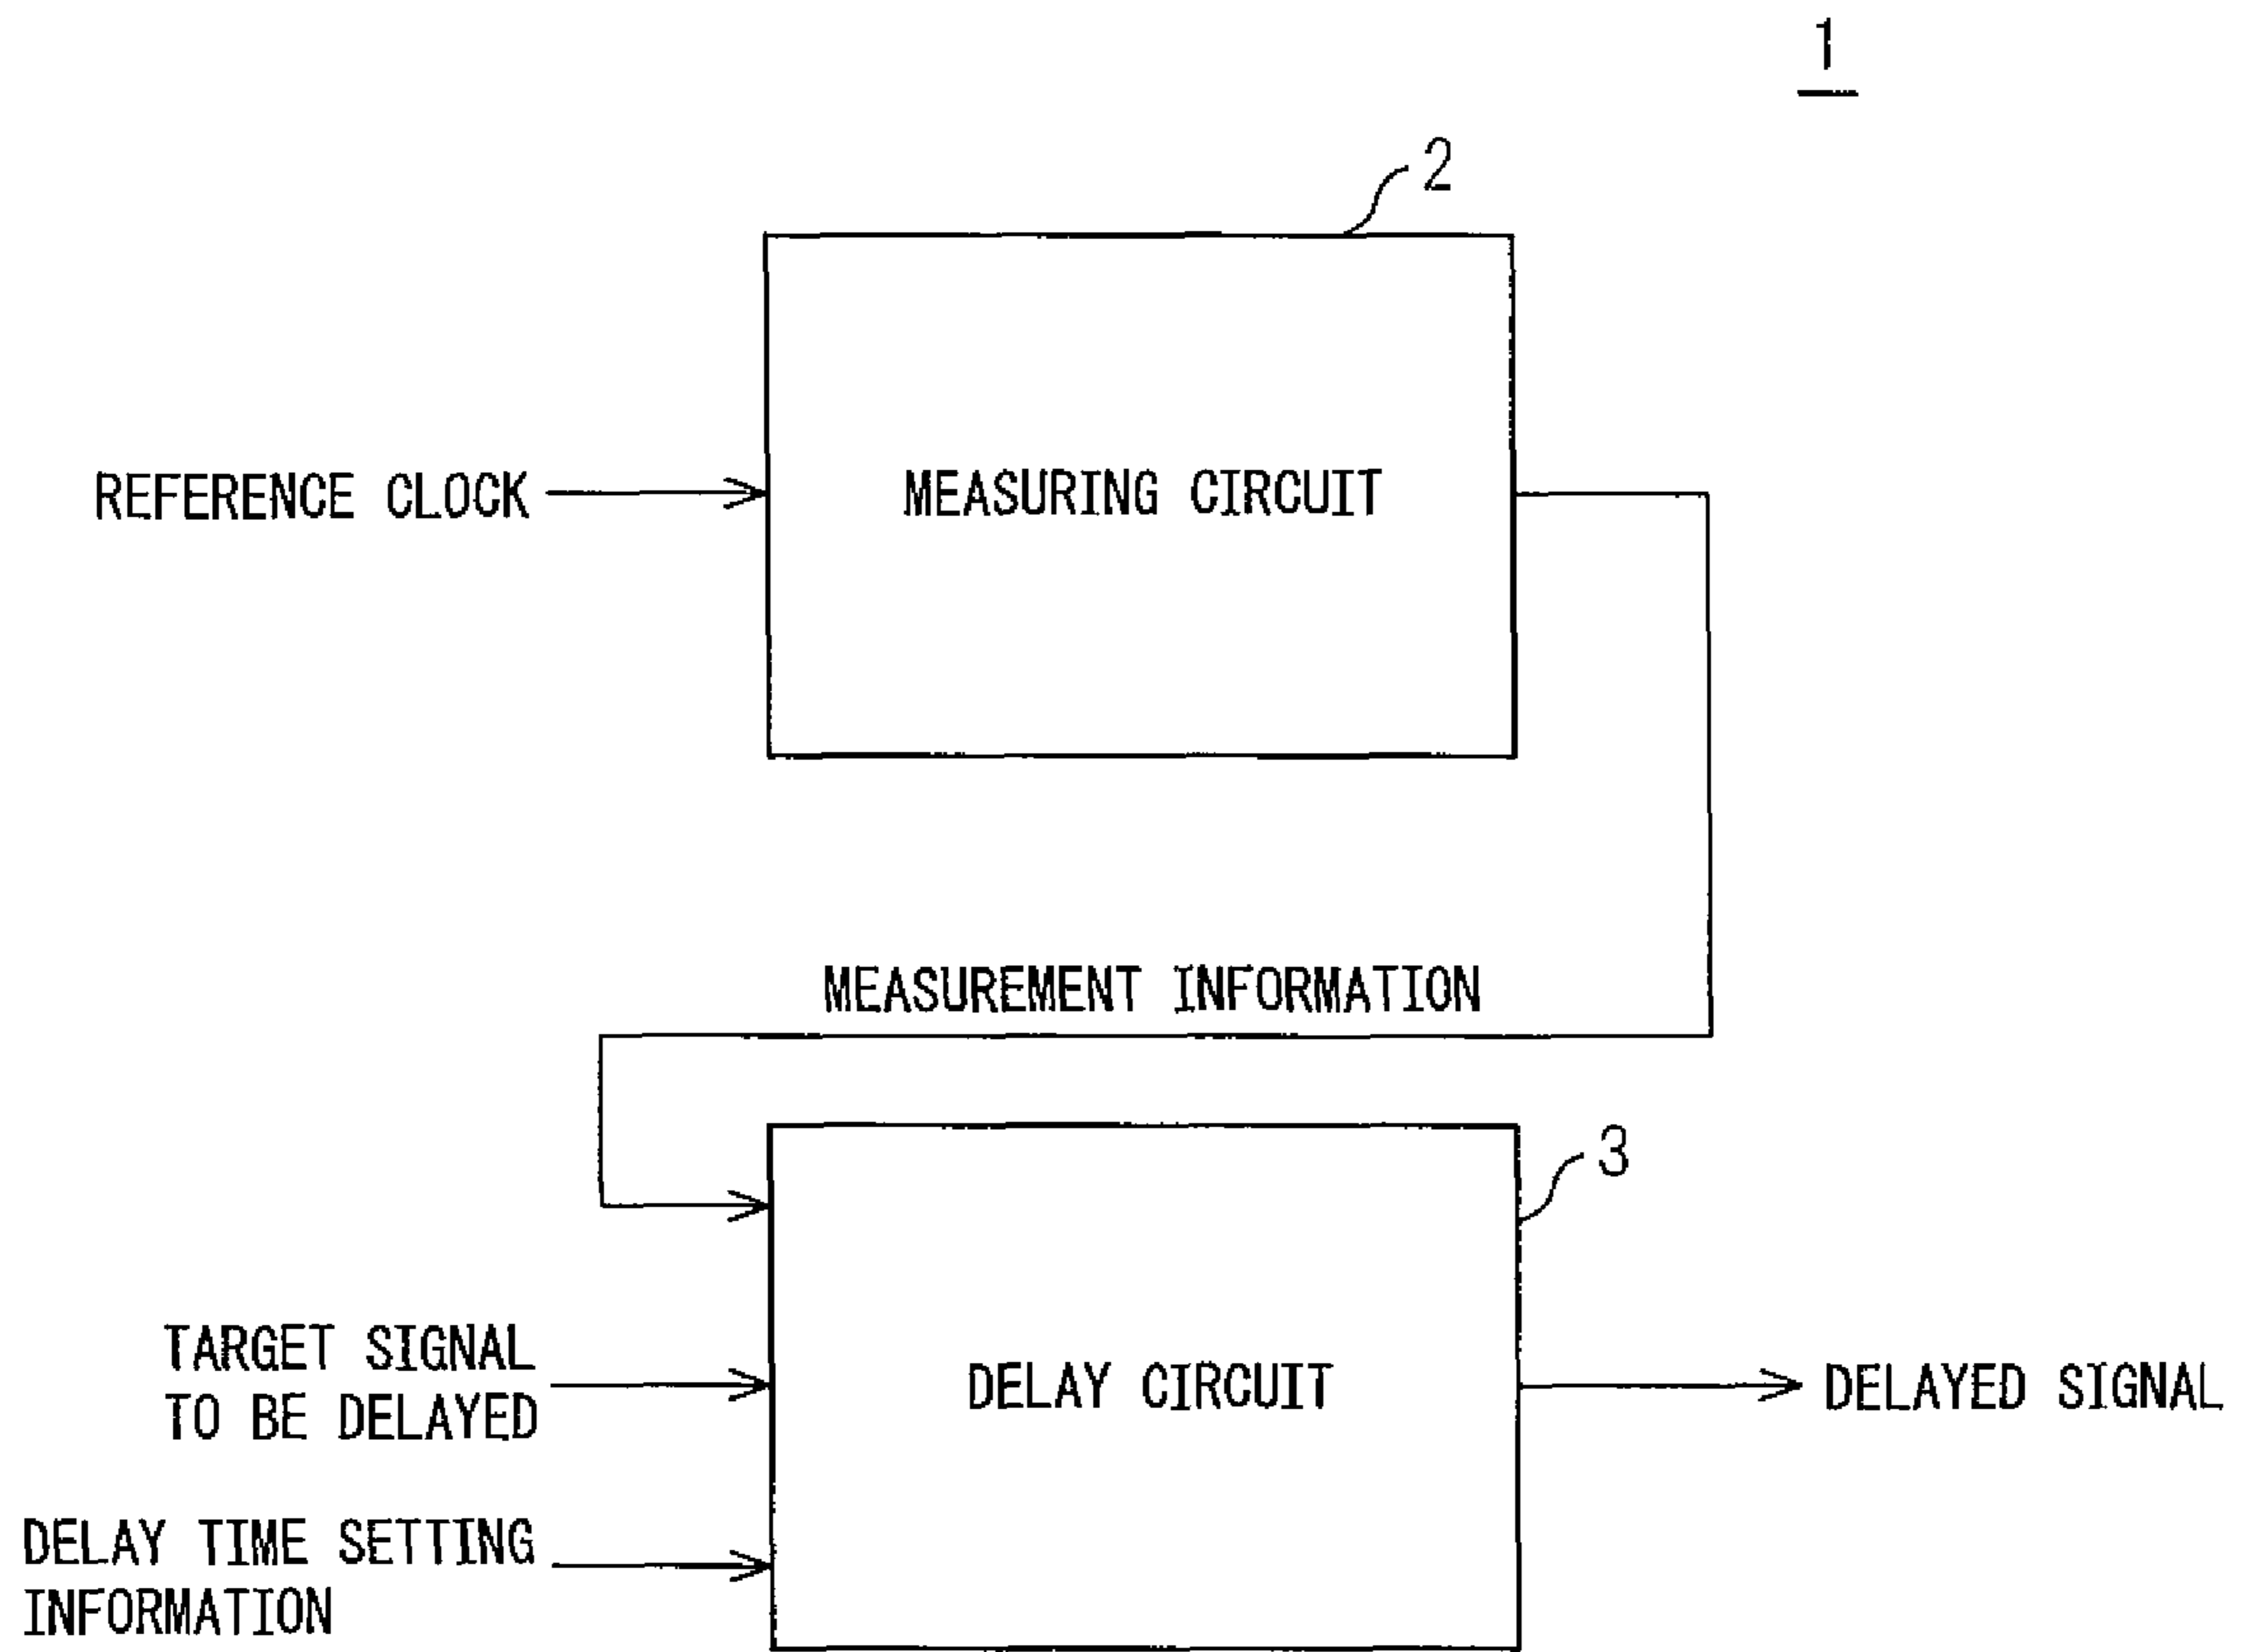 1
2
REFERENCE CLOCK
MEASURING CIRCUIT
MEASUREMENT INFORMATION
3
TARGET SIGNAL
TO BE DELAYED
DELAY CIRCUIT
DELAYED SIGNAL
DELAY TIME SETTING
INFORMATION